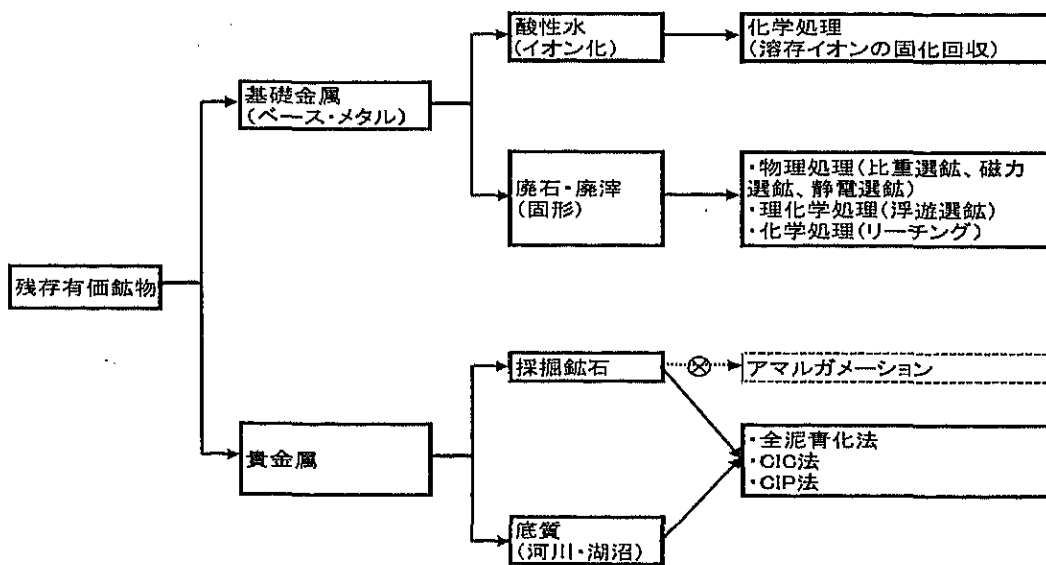 酸性水
(イオン化)
化学処理
(溶存イオンの固化回収)
基礎金属
(ベース・メタル)
廃石・廃滓
(固形)
・物理処理(比重選鉱、磁力
選鉱、静電選鉱)
・理化学処理(浮遊選鉱)
・化学処理(リーチング)
残存有価鉱物
採掘鉱石
アマルガメーション
貴金属
・全泥青化法
・CIC法
・CIP法
底質
(河川・湖沼)